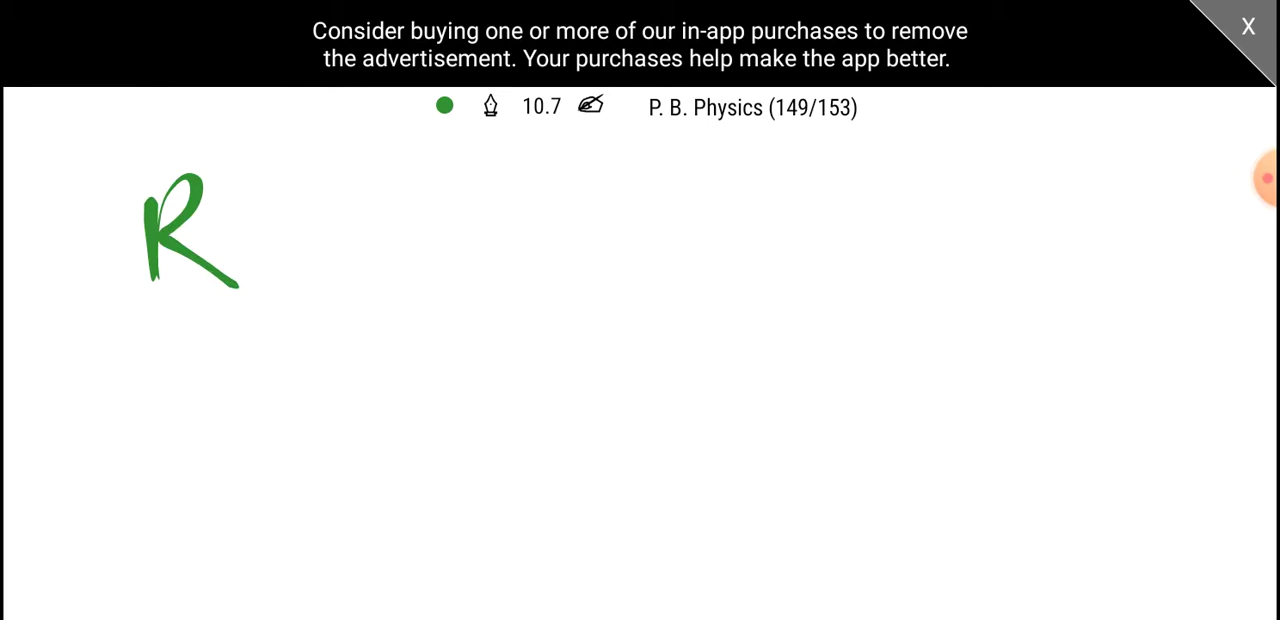 Consider buying one or more of our in-app purchases to remove
the advertisement. Your purchases help make the app better.
X
10.7 P. B. Physics (149/153)
R